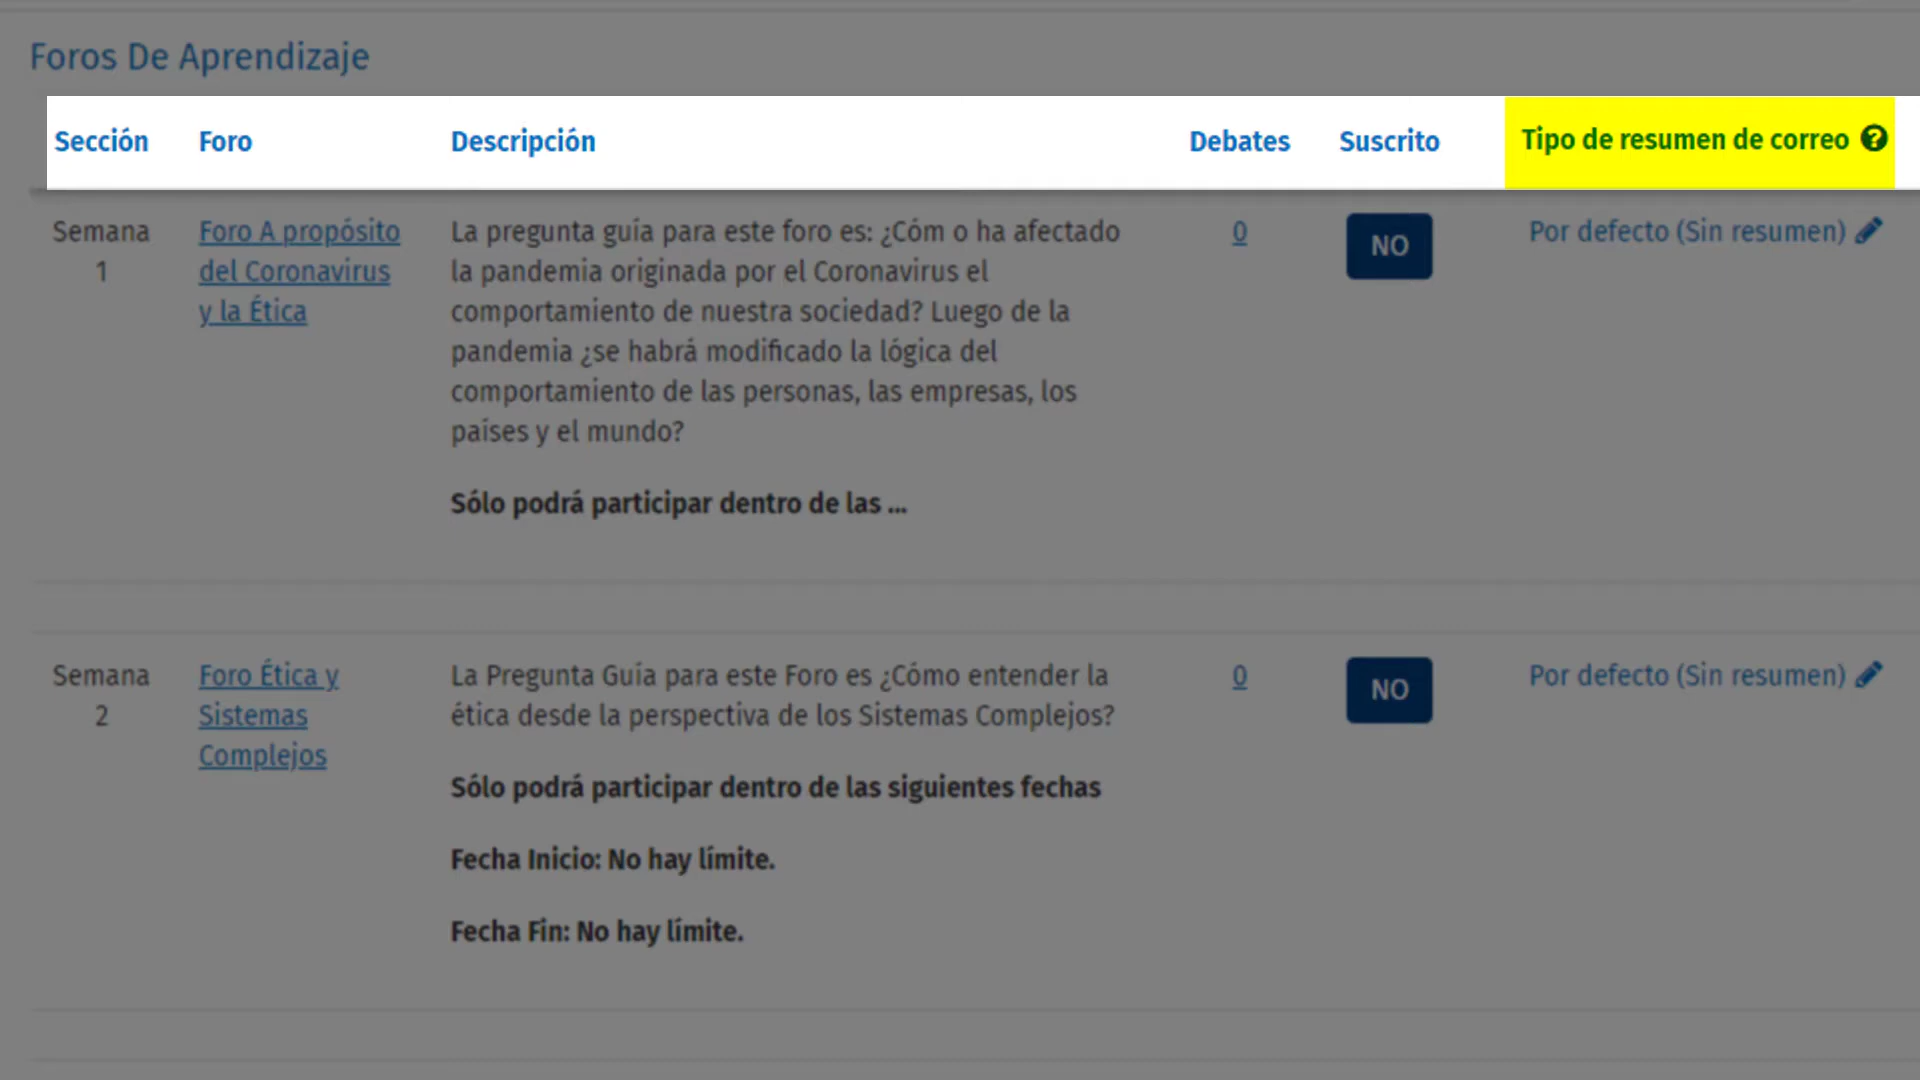 Foros De Aprendizaje
Sección Foro Descripción Debates Suscrito Tipo de resumen de correo
Semana 1
Foro A propósito
del Coronavirus
y la Ética
La pregunta guía para este foro es: ¿Cóm o ha afectado
la pandemia originada por el Coronavirus el
comportamiento de nuestra sociedad? Luego de la
pandemia ¿se habrá modificado la lógica del
comportamiento de las personas, las empresas, los
países y el mundo?
Sólo podrá participar dentro de las ...
0
NO
Por defecto (Sin resumen)
Semana 2
Foro Ética y
Sistemas
Complejos
La Pregunta Guía para este Foro es ¿Cómo entender la
ética desde la perspectiva de los Sistemas Complejos?
Sólo podrá participar dentro de las siguientes fechas
Fecha Inicio: No hay límite.
Fecha Fin: No hay límite.
0
NO
Por defecto (Sin resumen)